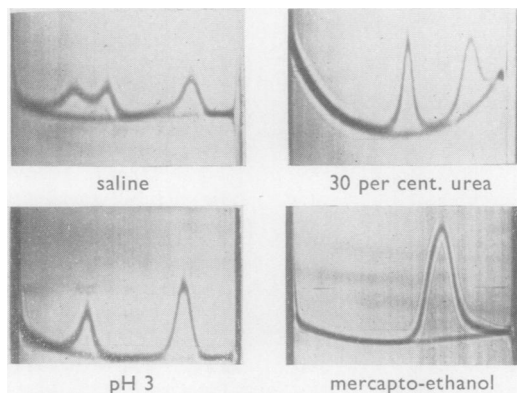 saline
30 per cent. urea
pH 3
mercapto-ethanol